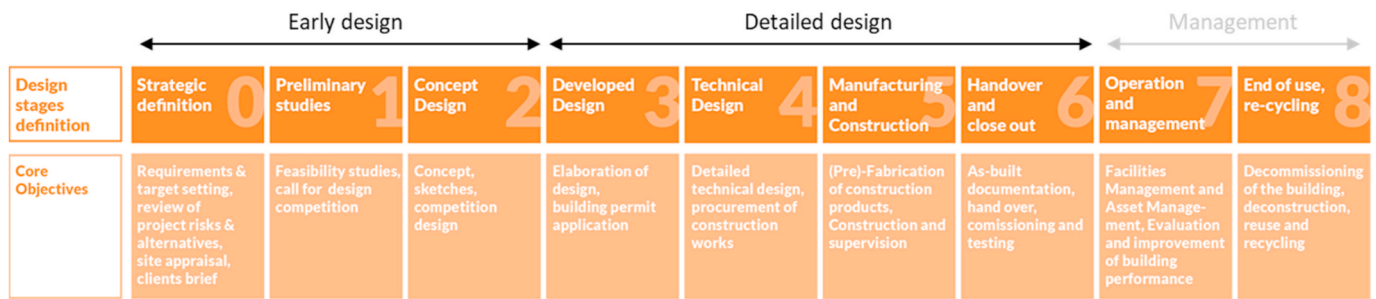 Early design
Detailed design
Management
Design
stages
definition
Strategic
definition
0
Preliminary
studies
1
Concept
Design
2
Developed
Design
3
Technical
Design
4
Manufacturing
and
Construction
5
Handover
and
close out
6
Operation
and
management
7
End of use,
re-cycling
8
Core
Objectives
Requirements &
target setting,
review of
project risks &
alternatives,
site appraisal,
clients brief
Feasibility studies,
call for design
competition
Concept,
sketches,
competition
design
Elaboration of
design,
building permit
application
Detailed
technical design,
procurement of
construction
works
(Pre)-Fabrication
of construction
products,
Construction and
supervision
As-built
documentation,
hand over,
comissioning and
testing
Facilities
Management and
Asset Manage-
ment, Evaluation
and improvement
of building
performance
Decommissioning
of the building,
deconstruction,
reuse and
recycling